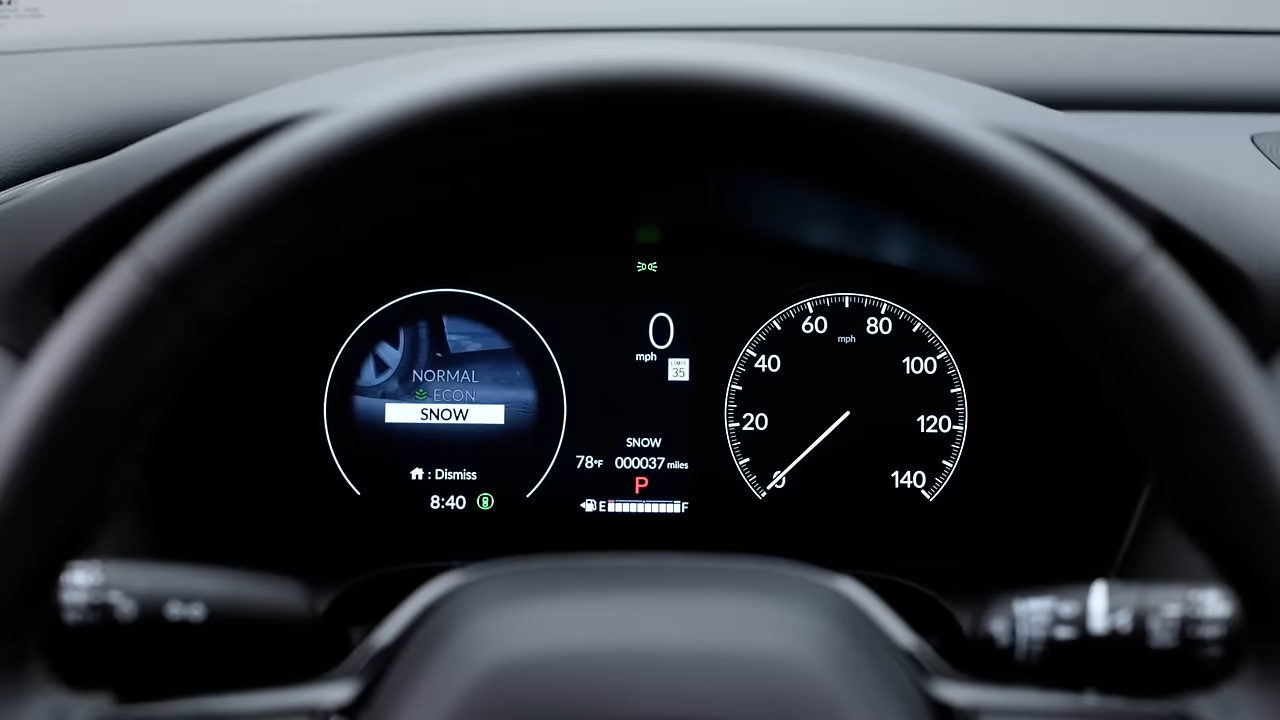 NORMAL
ECON
SNOW
: Dismiss
8:40
0
mph
LIMIT
35
SNOW
78°F 000037 miles
P
E F
0 20 40 60 80 100 120 140
mph